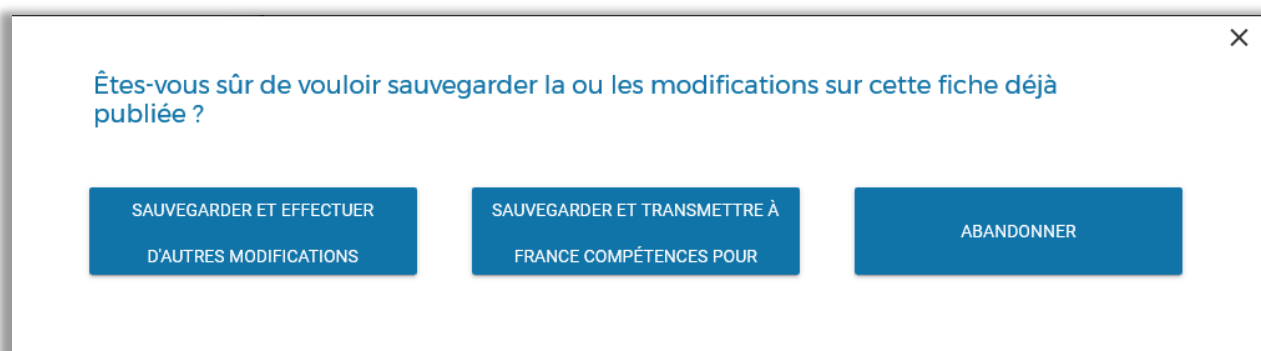 Êtes-vous sûr de vouloir sauvegarder la ou les modifications sur cette fiche déjà
publiée ?
SAUVEGARDER ET EFFECTUER
D'AUTRES MODIFICATIONS
SAUVEGARDER ET TRANSMETTRE À
FRANCE COMPÉTENCES POUR
ABANDONNER